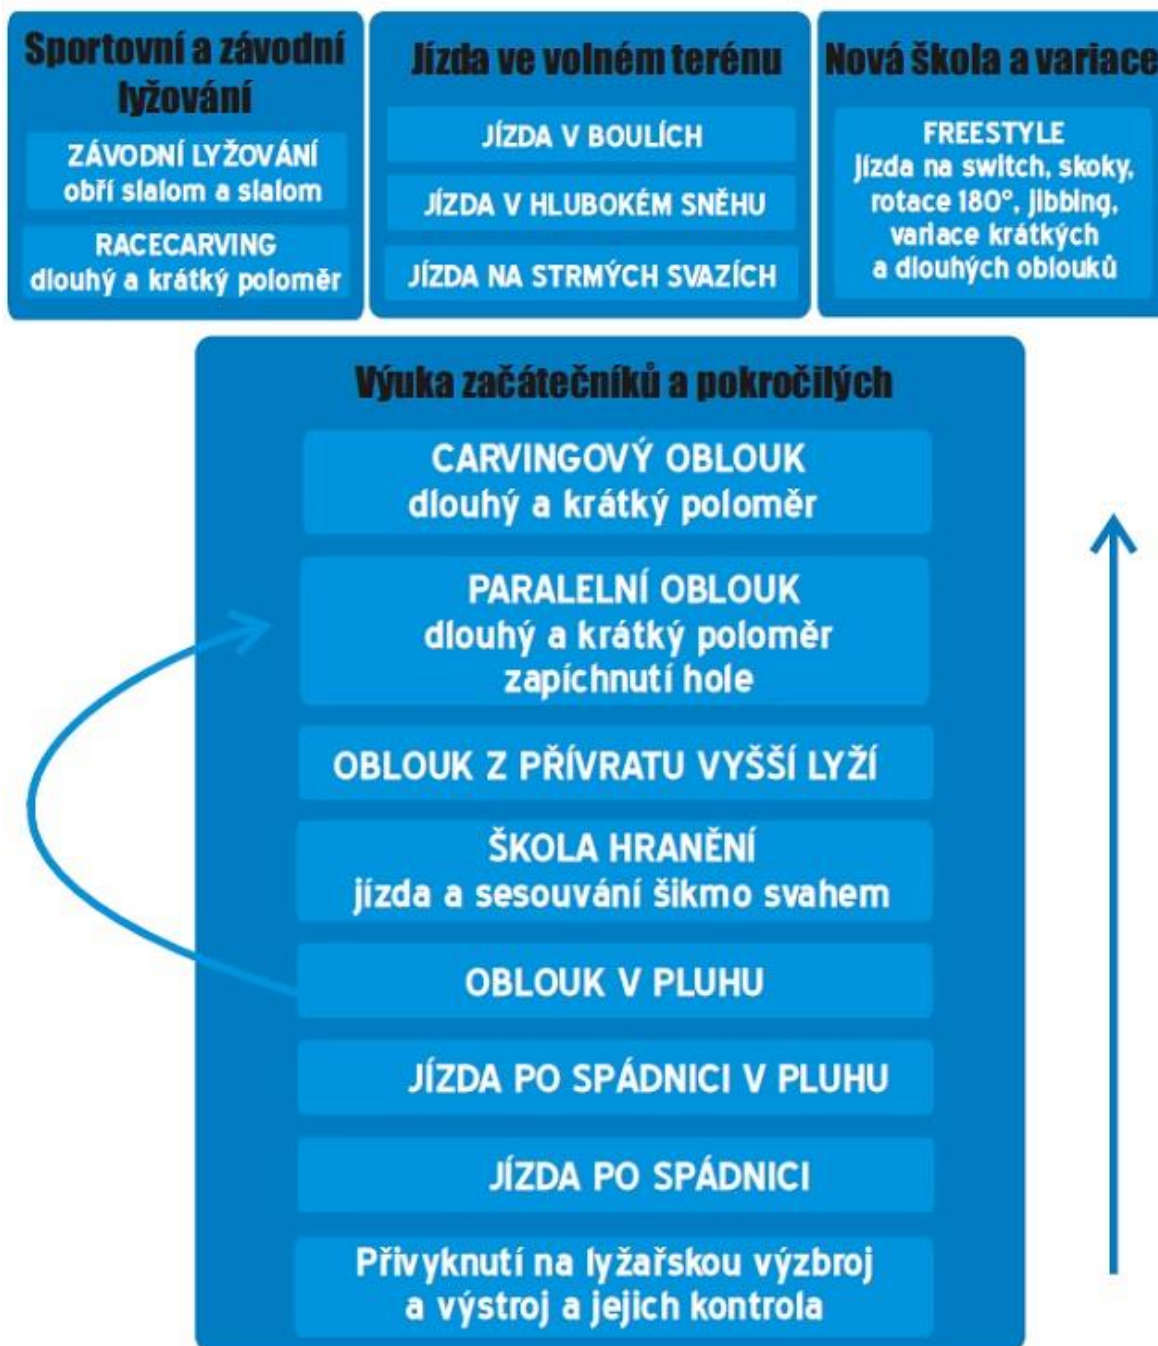 Sportovní a závodní
lyžování
ZÁVODNÍ LYŽOVÁNÍ
obří slalom a slalom
RACECARVING
dlouhý a krátký poloměr
Jízda ve volném terénu
JÍZDA V BOULÍCH
JÍZDA V HLUBOKÉM SNĚHU
JÍZDA NA STRMÝCH SVAZÍCH
Nová škola a variace
FREESTYLE
jízda na switch, skoky,
rotace 180°, jibbing,
variace krátkých
a dlouhých oblouků
Výuka začátečníků a pokročilých
CARVINGOVÝ OBLOUK
dlouhý a krátký poloměr
PARALELNÍ OBLOUK
dlouhý a krátký poloměr
zapíchnutí hole
OBLOUK Z PŘÍVRATU VYŠŠÍ LYŽÍ
ŠKOLA HRANĚNÍ
jízda a sesouvání šikmo svahem
OBLOUK V PLUHU
JÍZDA PO SPÁDNICI V PLUHU
JÍZDA PO SPÁDNICI
Přivyknutí na lyžařskou výzbroj
a výstroj a jejich kontrola